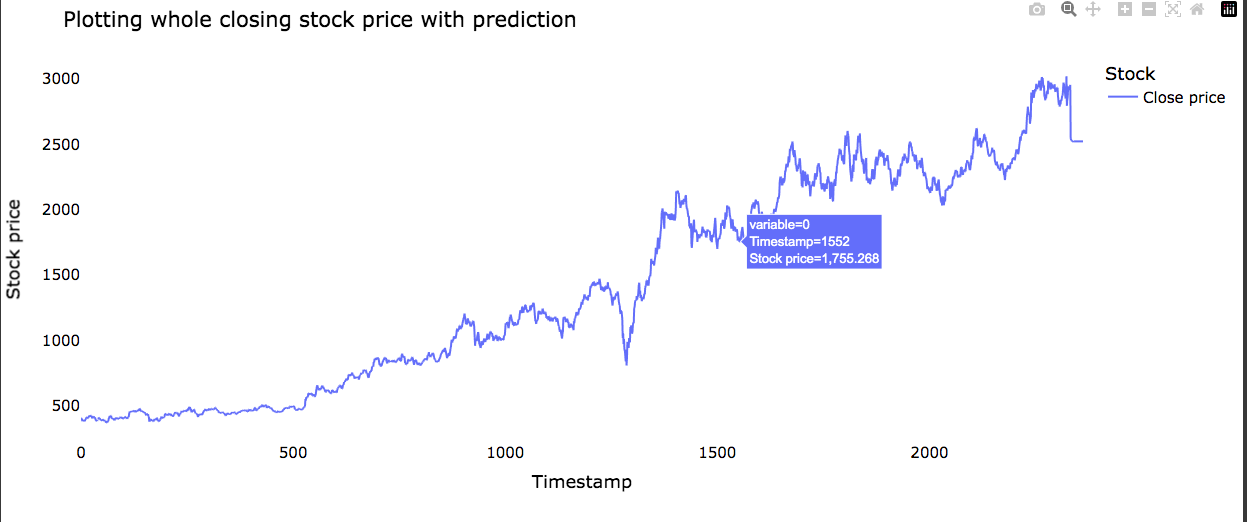 Plotting whole closing stock price with prediction
Stock
Close price
Stock price
3000
2500
2000
1500
1000
500
variable=0
Timestamp=1552
Stock price=1,755.268
0 500 1000 1500 2000
Timestamp